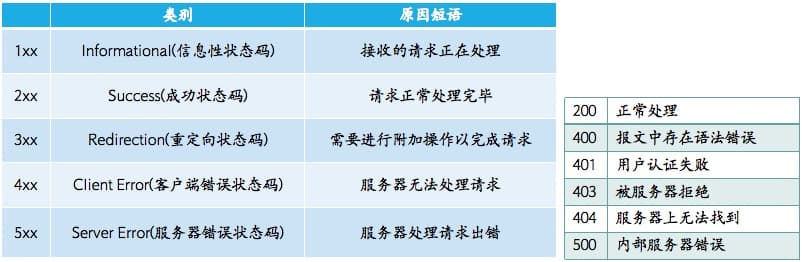 类别 原因短语
1xx Informational(信息性状态码) 接收的请求正在处理
2xx Success(成功状态码) 请求正常处理完毕
3xx Redirection(重定向状态码) 需要进行附加操作以完成请求
4xx Client Error(客户端错误状态码) 服务器无法处理请求
5xx Server Error(服务器错误状态码) 服务器处理请求出错
200 正常处理
400 报文中存在语法错误
401 用户认证失败
403 被服务器拒绝
404 服务器上无法找到
500 内部服务器错误